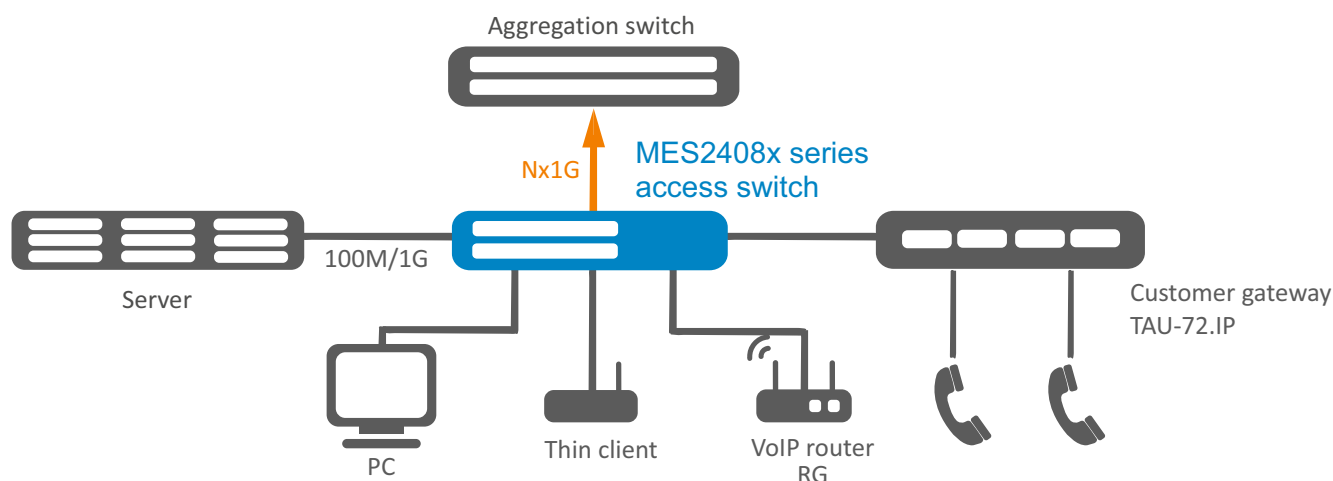 Aggregation switch
Nx1G
MES2408x series
access switch
100M/1G
Server
Customer gateway
TAU-72.IP
PC
Thin client
VoIP router
RG